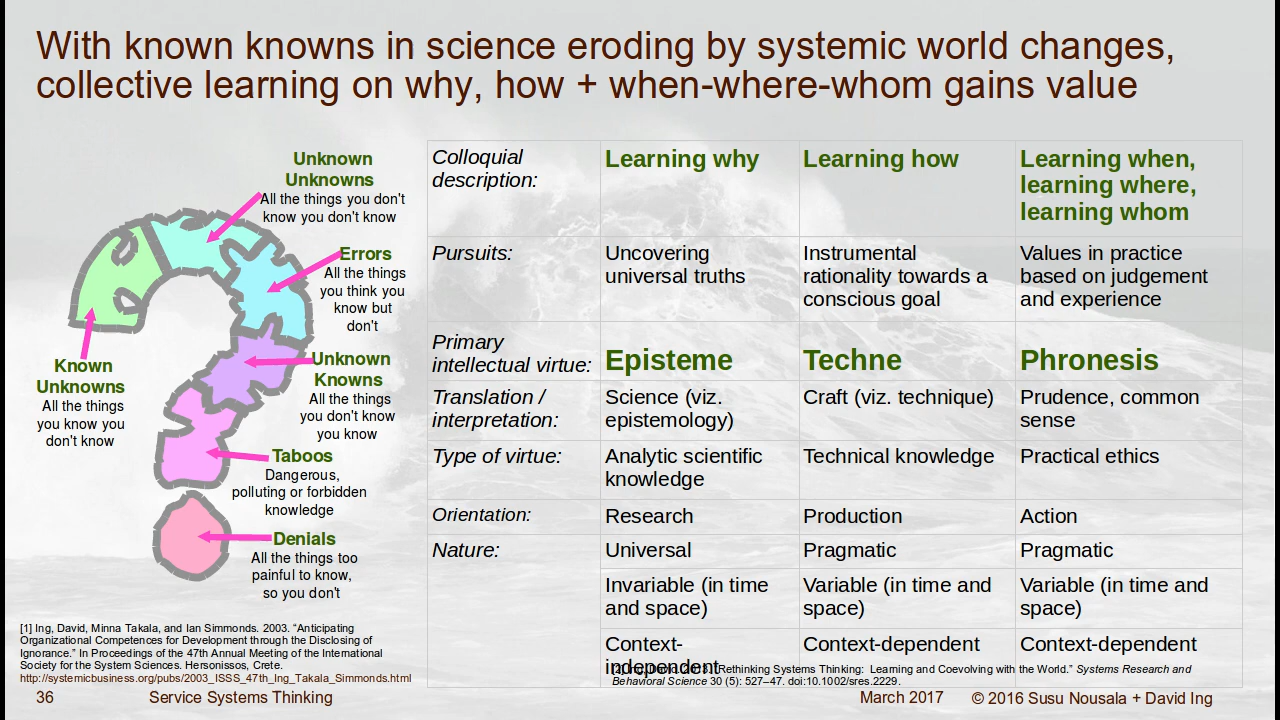 With known knowns in science eroding by systemic world changes,
collective learning on why, how + when-where-whom gains value
Unknown
Unknowns
All the things you don't
know you don't know
Errors
All the things
you think you
know but
don't
Known
Unknowns
All the things
you know you
don't know
Unknown
Knowns
All the things
you don't know
you know
Taboos
Dangerous,
polluting or forbidden
knowledge
Denials
All the things too
painful to know,
so you don't
Colloquial
description:
Learning why
Learning how
Learning when,
learning where,
learning whom
Pursuits:
Uncovering
universal truths
Instrumental
rationality towards a
conscious goal
Values in practice
based on judgement
and experience
Primary
intellectual virtue:
Episteme
Techne
Phronesis
Translation /
interpretation:
Science (viz.
epistemology)
Craft (viz. technique)
Prudence, common
sense
Type of virtue:
Analytic scientific
knowledge
Technical knowledge
Practical ethics
Orientation:
Research
Production
Action
Nature:
Universal
Pragmatic
Pragmatic
Invariable (in time
and space)
Variable (in time and
space)
Variable (in time and
space)
Context-
independent
Context-dependent
Context-dependent
[1] Ing, David, Minna Takala, and Ian Simmonds. 2003. "Anticipating
Organizational Competences for Development through the Disclosing of
Ignorance." In Proceedings of the 47th Annual Meeting of the International
Society for the System Sciences. Hersonissos, Crete.
http://systemicbusiness.org/pubs/2003_ISSS_47th_Ing_Takala_Simmonds.html
Rethinking Systems Thinking: Learning and Coevolving with the World." Systems Research and
Behavioral Science 30 (5): 527–47. doi:10.1002/sres.2229.
36
Service Systems Thinking
March 2017
© 2016 Susu Nousala + David Ing